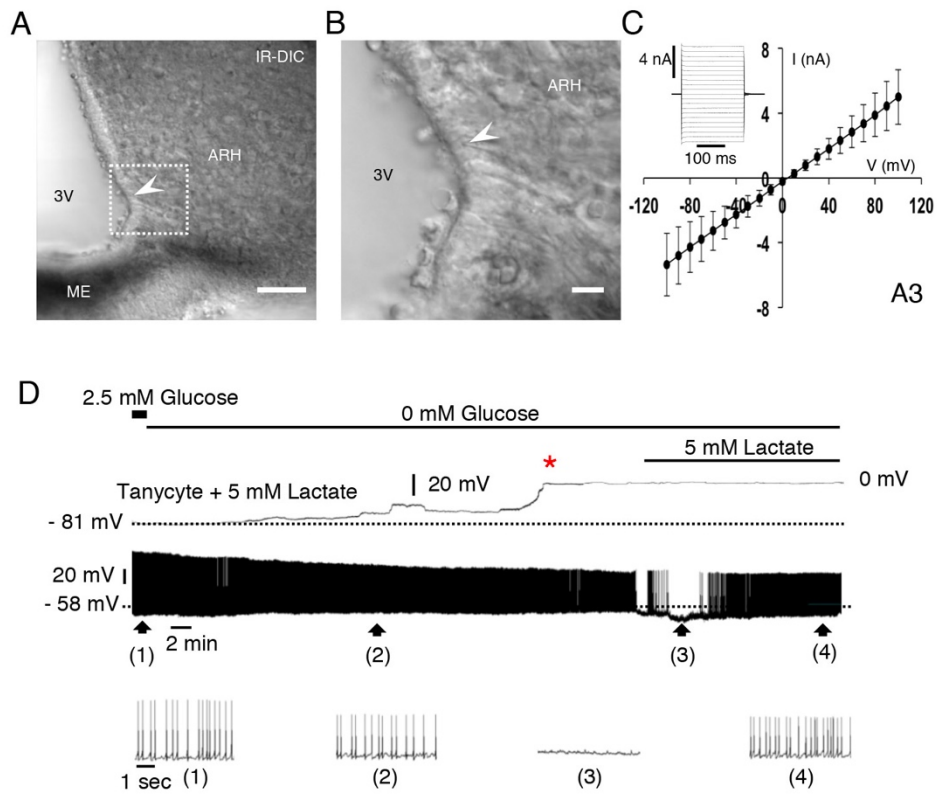 A
IR-DIC
ARH
3V
ME
B
ARH
3V
C
4 nA
100 ms
I (nA)
V (mV)
8
4
0
-4
-8
-120 -80 -40 0 40 80 120
A3
D
2.5 mM Glucose
0 mM Glucose
5 mM Lactate
*
Tanycyte + 5 mM Lactate
20 mV
0 mV
- 81 mV
20 mV
- 58 mV
(1) 2 min (2) (3) (4)
1 sec (1) (2) (3) (4)